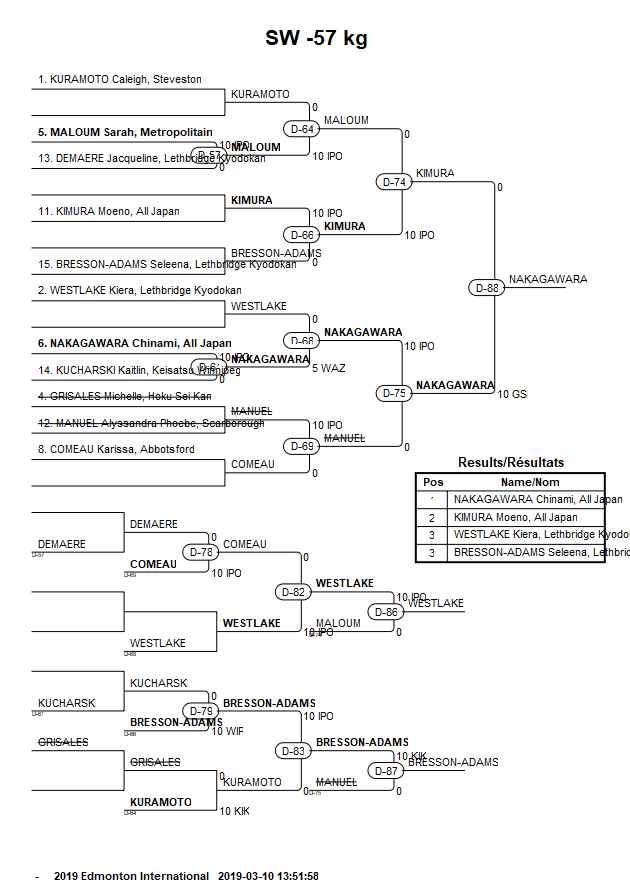 SW -57 kg
1. KURAMOTO Caleigh, Steveston
KURAMOTO
0
D-64
MALOUM
5. MALOUM Sarah, Metropolitan
0
10 IPO
MALOUM
D-57
10 IPO
13. DEMAERE Jacqueline, Lethbridge Kyodokan
0
KIMURA
D-74
0
KIMURA
11. KIMURA Moeno, All Japan
10 IPO
D-66
KIMURA
10 IPO
BRESSON-ADAMS
0
15. BRESSON-ADAMS Seleena, Lethbridge Kyodokan
NAKAGAWARA
D-88
2. WESTLAKE Kiera, Lethbridge Kyodokan
WESTLAKE
0
NAKAGAWARA
D-68
6. NAKAGAWARA Chinami, All Japan
10 IPO
10 IPO
NAKAGAWARA
5 WAZ
14. KUCHARSKI Kaitlin, Keisatsu Winnipeg
0
NAKAGAWARA
D-75
10 GSI
4. GRISALES Michelle, Hoku Sei Kan
MANUEL
12. MANUEL Alyssandra Phoebe, Scarborough
10 IPO
MANUEL
D-69
0
8. COMEAU Karissa, Abbotsford
COMEAU
0
Results/Résultats
Pos Name/Nom
1 NAKAGAWARA Chinami, All Japan
2 KIMURA Moeno, All Japan
3 WESTLAKE Kiera, Lethbridge Kyodo
3 BRESSON-ADAMS Seleena, Lethbrid
DEMAERE
0
DEMAERE
D-57
D-78
COMEAU
COMEAU
D-69
10 IPO
0
WESTLAKE
D-82
10 IPO
WESTLAKE
D-86
WESTLAKE
10 IPO
MALOUM
0
WESTLAKE
D-68
KUCHARSKI
0
KUCHARSKI
D-61
D-79
BRESSON-ADAMS
BRESSON-ADAMS
D-66
10 WIF
10 IPO
GRISALES
BRESSON-ADAMS
D-83
10 KIK
GRISALES
BRESSON-ADAMS
D-87
0
KURAMOTO
0
MANUEL
D-75
0
KURAMOTO
D-64
10 KIK
- 2019 Edmonton International 2019-03-10 13:51:58